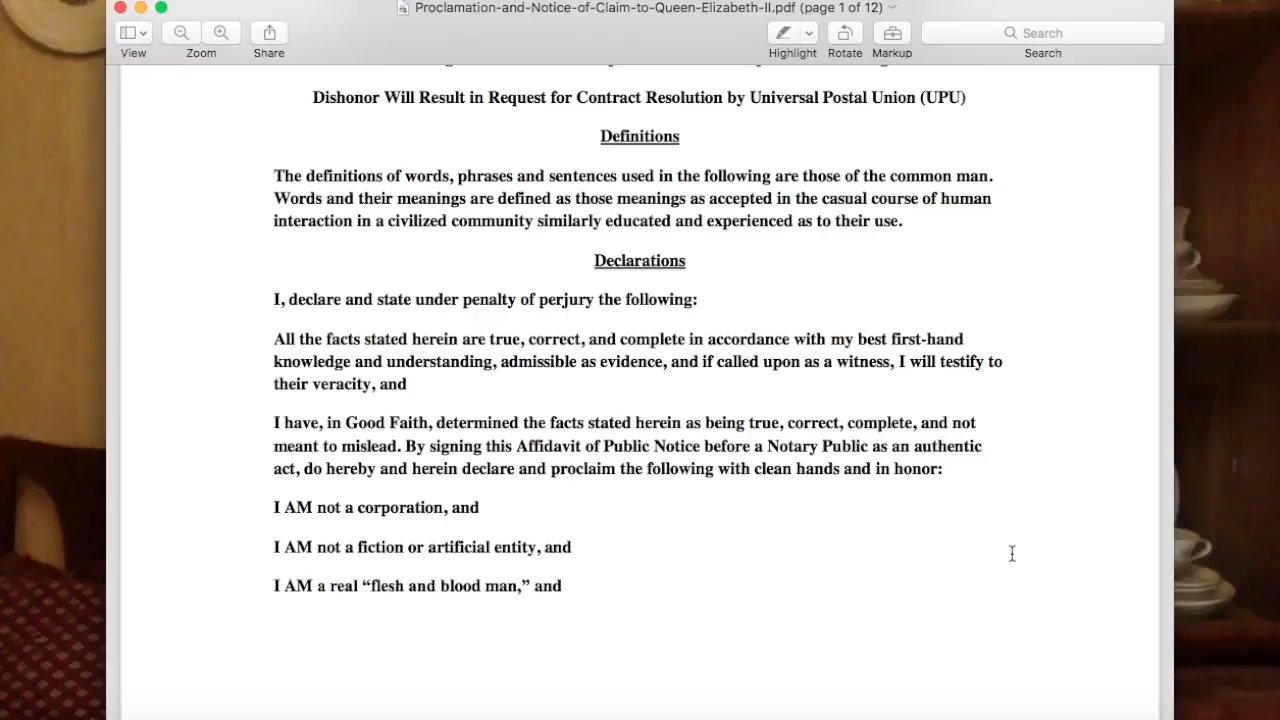 Proclamation-and-Notice-of-Claim-to-Queen-Elizabeth-II.pdf (page 1 of 12)
View
Zoom
Share
Highlight
Rotate
Markup
Search
Search
Dishonor Will Result in Request for Contract Resolution by Universal Postal Union (UPU)
Definitions
The definitions of words, phrases and sentences used in the following are those of the common man.
Words and their meanings are defined as those meanings as accepted in the casual course of human
interaction in a civilized community similarly educated and experienced as to their use.
Declarations
I, declare and state under penalty of perjury the following:
All the facts stated herein are true, correct, and complete in accordance with my best first-hand
knowledge and understanding, admissible as evidence, and if called upon as a witness, I will testify to
their veracity, and
I have, in Good Faith, determined the facts stated herein as being true, correct, complete, and not
meant to mislead. By signing this Affidavit of Public Notice before a Notary Public as an authentic
act, do hereby and herein declare and proclaim the following with clean hands and in honor:
I AM not a corporation, and
I AM not a fiction or artificial entity, and
I AM a real “flesh and blood man,” and